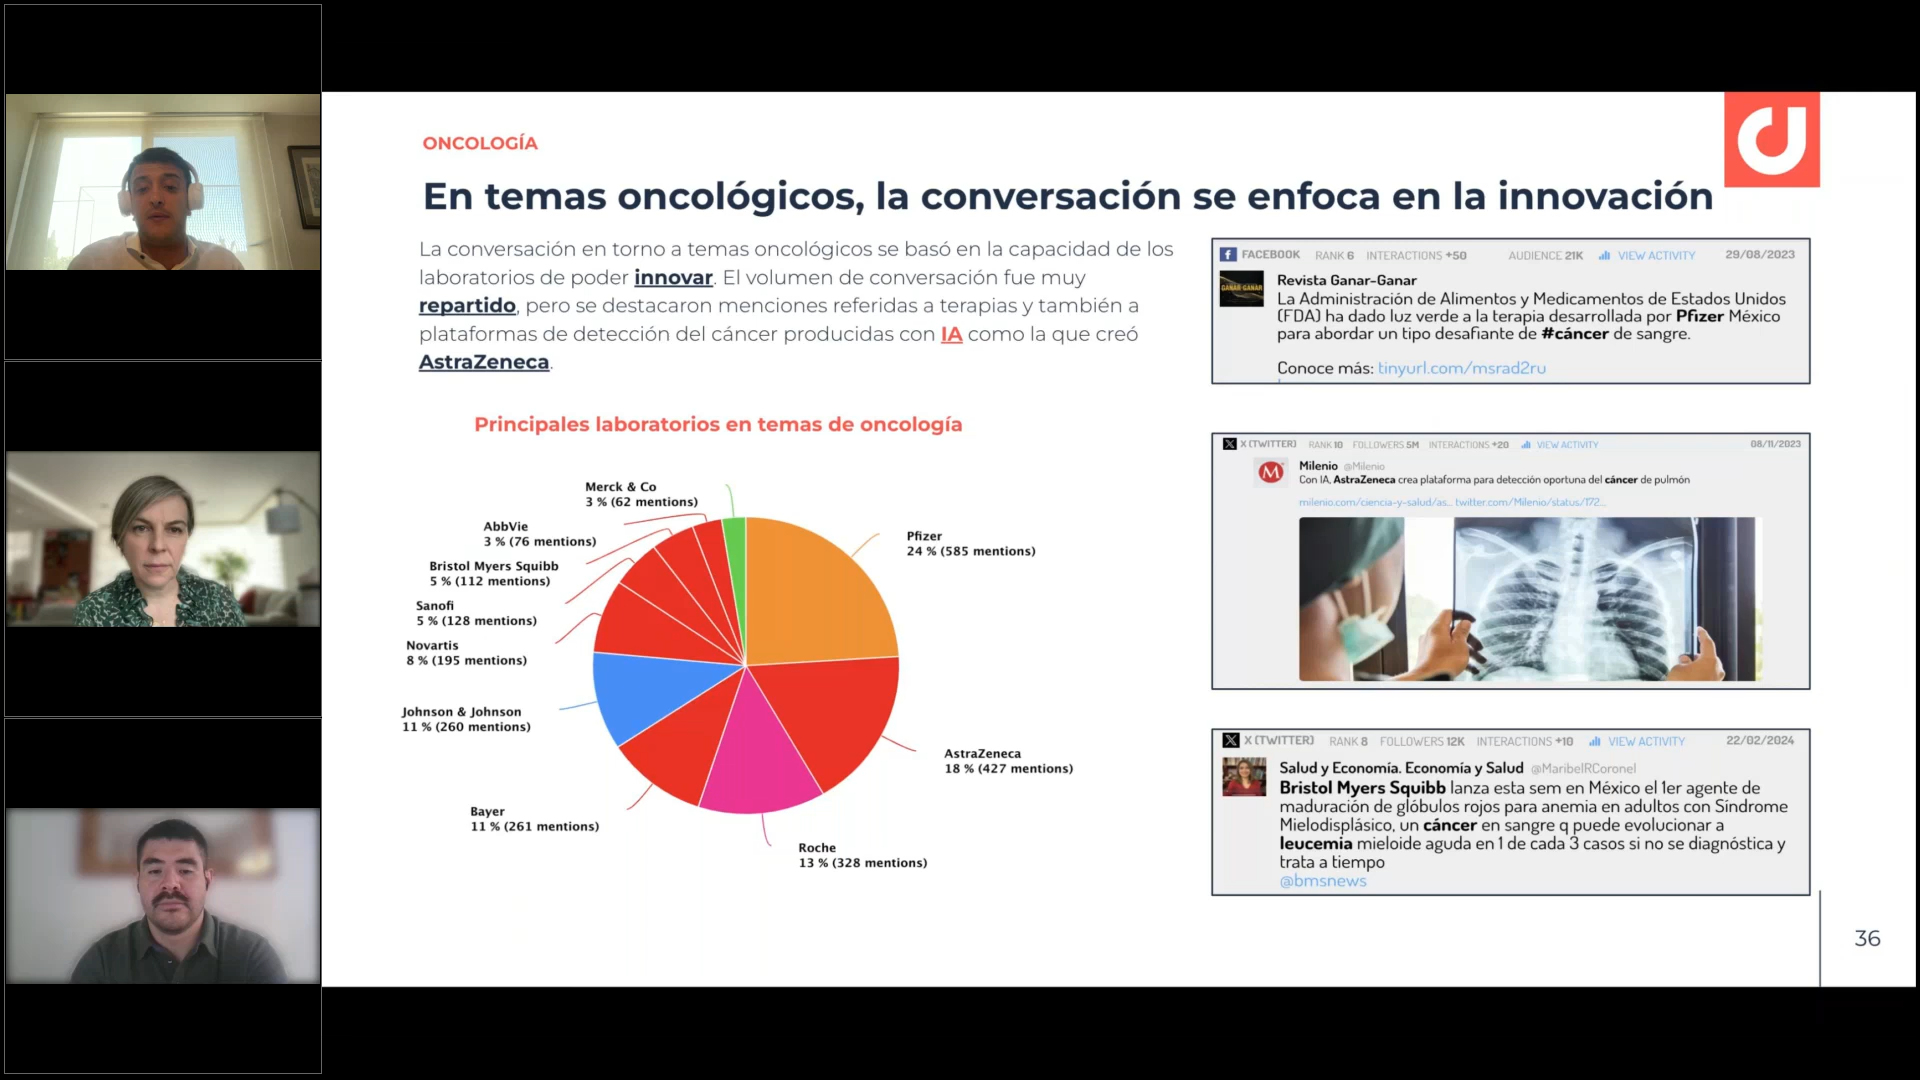 ONCOLOGÍA
En temas oncológicos, la conversación se enfoca en la innovación
La conversación en torno a temas oncológicos se basó en la capacidad de los
laboratorios de poder innovar. El volumen de conversación fue muy
repartido, pero se destacaron menciones referidas a terapias y también a
plataformas de detección del cáncer producidas con IA como la que creó
AstraZeneca.
Principales laboratorios en temas de oncología
Merck & Co
3 % (62 mentions)
AbbVie
3 % (76 mentions)
Bristol Myers Squibb
5 % (112 mentions)
Sanofi
5 % (128 mentions)
Novartis
8 % (195 mentions)
Johnson & Johnson
11 % (260 mentions)
Bayer
11 % (261 mentions)
Roche
13 % (328 mentions)
AstraZeneca
18 % (427 mentions)
Pfizer
24 % (585 mentions)
FACEBOOK RANK 6 INTERACTIONS +50 AUDIENCE 21K VIEW ACTIVITY 29/08/2023
GANAR-GANAR
Revista Ganar-Ganar
La Administración de Alimentos y Medicamentos de Estados Unidos
(FDA) ha dado luz verde a la terapia desarrollada por Pfizer México
para abordar un tipo desafiante de #cáncer de sangre.
Conoce más: tinyurl.com/msrad2ru
X (TWITTER) RANK 10 FOLLOWERS 5M INTERACTIONS +20 VIEW ACTIVITY 08/11/2023
Milenio @Milenio
Con IA, AstraZeneca crea plataforma para detección oportuna del cáncer de pulmón
milenio.com/ciencia-y-salud/as... twitter.com/Milenio/status/172...
X (TWITTER) RANK 8 FOLLOWERS 12K INTERACTIONS +10 VIEW ACTIVITY 22/02/2024
Salud y Economía. Economía y Salud @MaribelRCoronel
Bristol Myers Squibb lanza esta sem en México el 1er agente de
maduración de glóbulos rojos para anemia en adultos con Síndrome
Mielodisplásico, un cáncer en sangre q puede evolucionar a
leucemia mieloide aguda en 1 de cada 3 casos si no se diagnóstica y
trata a tiempo
@bmsnews
36